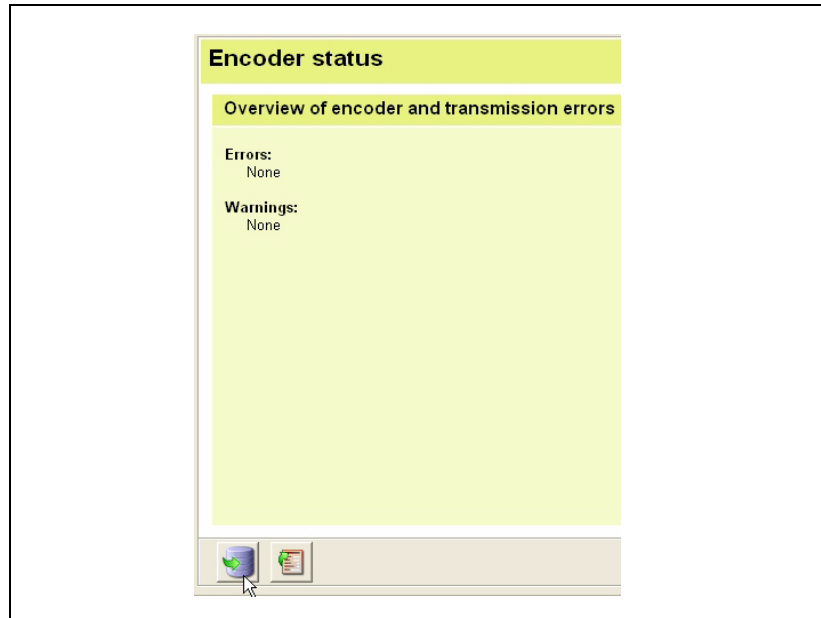 Encoder status
Overview of encoder and transmission errors
Errors:
None
Warnings:
None